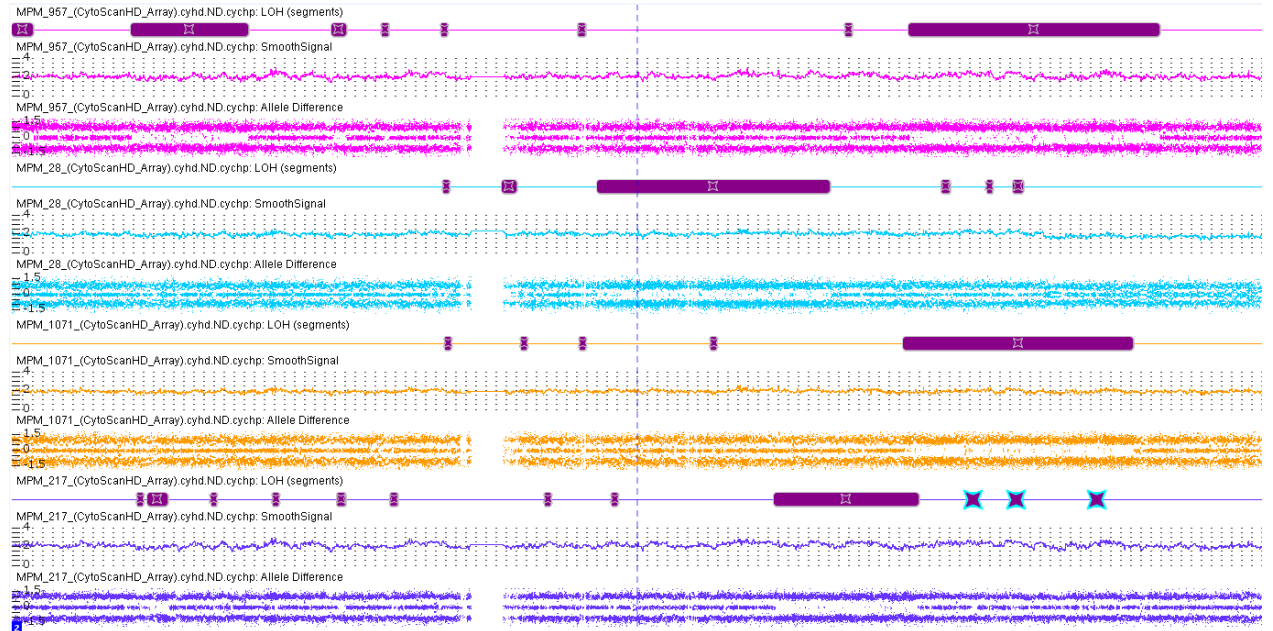 MPM_957_(CytoScanHD_Array).cyhd.ND.cychp: LOH (segments)
MPM_957_(CytoScanHD_Array).cyhd.ND.cychp: SmoothSignal
4
2
0
MPM_957_(CytoScanHD_Array).cyhd.ND.cychp: Allele Difference
1.5
0
-1.5
MPM_28_(CytoScanHD_Array).cyhd.ND.cychp: LOH (segments)
MPM_28_(CytoScanHD_Array).cyhd.ND.cychp: SmoothSignal
4
2
0
MPM_28_(CytoScanHD_Array).cyhd.ND.cychp: Allele Difference
1.5
0
-1.5
MPM_1071_(CytoScanHD_Array).cyhd.ND.cychp: LOH (segments)
MPM_1071_(CytoScanHD_Array).cyhd.ND.cychp: SmoothSignal
4
2
0
MPM_1071_(CytoScanHD_Array).cyhd.ND.cychp: Allele Difference
1.5
0
-1.5
MPM_217_(CytoScanHD_Array).cyhd.ND.cychp: LOH (segments)
MPM_217_(CytoScanHD_Array).cyhd.ND.cychp: SmoothSignal
4
2
0
MPM_217_(CytoScanHD_Array).cyhd.ND.cychp: Allele Difference
1.5
0
-1.5
2